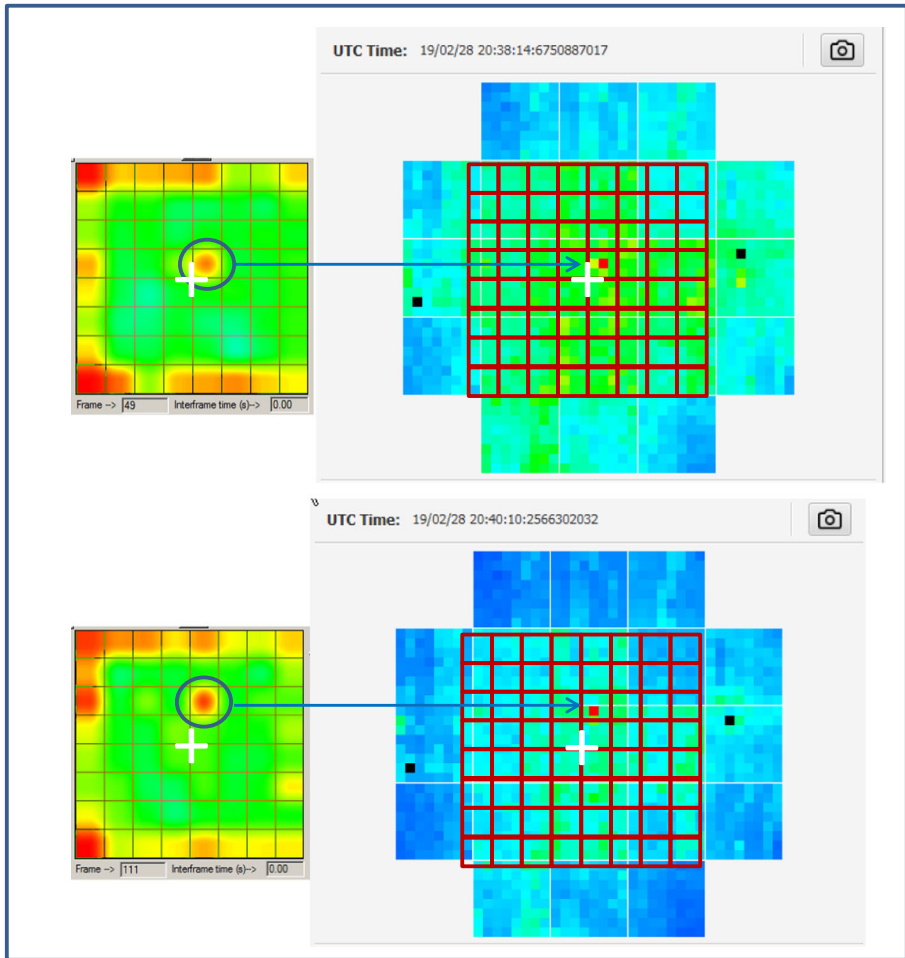 UTC Time: 19/02/28 20:38:14:6750887017
Frame --> 49 Interframe time (s)--> 0.00
UTC Time: 19/02/28 20:40:10:2566302032
Frame --> 111 Interframe time (s)--> 0.00